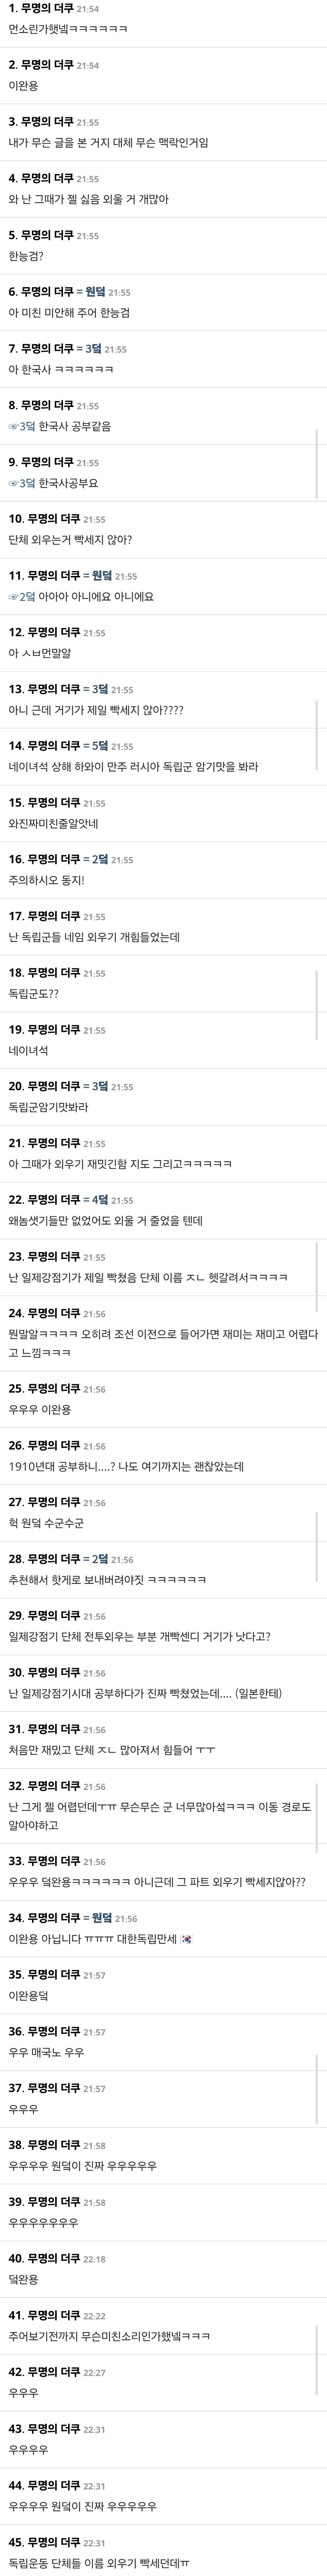 1. 무명의 더쿠 21:54
먼소린가햇넼ㅋㅋㅋㅋㅋㅋ
2. 무명의 더쿠 21:54
이완용
3. 무명의 더쿠 21:55
내가 무슨 글을 본 거지 대체 무슨 맥락인거임
4. 무명의 더쿠 21:55
와 난 그때가 젤 싫음 외울 거 개많아
5. 무명의 더쿠 21:55
한능검?
6. 무명의 더쿠 = 원덬 21:55
아 미친 미안해 주어 한능검
7. 무명의 더쿠 = 3덬 21:55
아 한국사 ㅋㅋㅋㅋㅋㅋ
8. 무명의 더쿠 21:55
☞3덬 한국사 공부같음
9. 무명의 더쿠 21:55
☞3덬 한국사공부요
10. 무명의 더쿠 21:55
단체 외우는거 빡세지 않아?
11. 무명의 더쿠 = 원덬 21:55
☞2덬 아아아 아니에요 아니에요
12. 무명의 더쿠 21:55
아 ㅅㅂ먼말알
13. 무명의 더쿠 = 3덬 21:55
아니 근데 거기가 제일 빡세지 않아????
14. 무명의 더쿠 = 5덬 21:55
네이녀석 상해 하와이 만주 러시아 독립군 암기맛을 봐라
15. 무명의 더쿠 21:55
와진짜미친줄알앗네
16. 무명의 더쿠 = 2덬 21:55
주의하시오 동지!
17. 무명의 더쿠 21:55
난 독립군들 네임 외우기 개힘들었는데
18. 무명의 더쿠 21:55
독립군도??
19. 무명의 더쿠 21:55
네이녀석
20. 무명의 더쿠 = 3덬 21:55
독립군암기맛봐라
21. 무명의 더쿠 21:55
아 그때가 외우기 재밋긴함 지도 그리고ㅋㅋㅋㅋㅋ
22. 무명의 더쿠 = 4덬 21:55
왜놈샛기들만 없었어도 외울 거 줄었을 텐데
23. 무명의 더쿠 21:55
난 일제강점기가 제일 빡쳤음 단체 이름 ㅈㄴ 헷갈려서ㅋㅋㅋㅋ
24. 무명의 더쿠 21:56
뭔말알ㅋㅋㅋㅋ 오히려 조선 이전으로 들어가면 재미는 재미고 어렵다
고 느낌ㅋㅋㅋ
25. 무명의 더쿠 21:56
우우우 이완용
26. 무명의 더쿠 21:56
1910년대 공부하니....? 나도 여기까지는 괜찮았는데
27. 무명의 더쿠 21:56
헉 원덬 수군수군
28. 무명의 더쿠 = 2덬 21:56
추천해서 핫게로 보내버려야짓 ㅋㅋㅋㅋㅋㅋ
29. 무명의 더쿠 21:56
일제강점기 단체 전투외우는 부분 개빡센디 거기가 낫다고?
30. 무명의 더쿠 21:56
난 일제강점기시대 공부하다가 진짜 빡쳤었는데.... (일본한테)
31. 무명의 더쿠 21:56
처음만 재밌고 단체 ㅈㄴ 많아져서 힘들어 ㅜㅜ
32. 무명의 더쿠 21:56
난 그게 젤 어렵던데ㅜㅠ 무슨무슨 군 너무많아섴ㅋㅋㅋ 이동 경로도
알아야하고
33. 무명의 더쿠 21:56
우우우 덬완용ㅋㅋㅋㅋㅋㅋ 아니근데 그 파트 외우기 빡세지않아??
34. 무명의 더쿠 = 원덬 21:56
이완용 아닙니다 ㅠㅠㅠ 대한독립만세 🇰🇷
35. 무명의 더쿠 21:57
이완용덬
36. 무명의 더쿠 21:57
우우 매국노 우우
37. 무명의 더쿠 21:57
우우우
38. 무명의 더쿠 21:58
우우우우 원덬이 진짜 우우우우우
39. 무명의 더쿠 21:58
우우우우우우우
40. 무명의 더쿠 22:18
덬완용
41. 무명의 더쿠 22:22
주어보기전까지 무슨미친소리인가했넼ㅋㅋㅋ
42. 무명의 더쿠 22:27
우우우
43. 무명의 더쿠 22:31
우우우우
44. 무명의 더쿠 22:31
우우우우 원덬이 진짜 우우우우우
45. 무명의 더쿠 22:31
독립운동 단체들 이름 외우기 빡세던데ㅠ